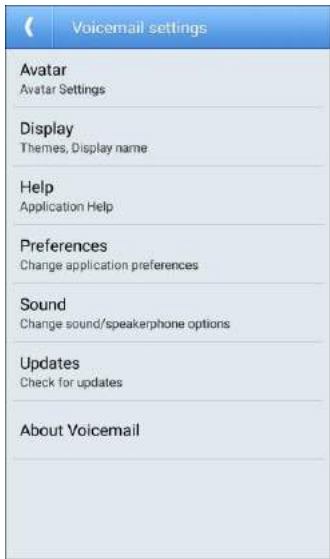 Voicemail settings
Avatar
Avatar Settings
Display
Themes, Display name
Help
Application Help
Preferences
Change application preferences
Sound
Change sound/speakerphone options
Updates
Check for updates
About Voicemail